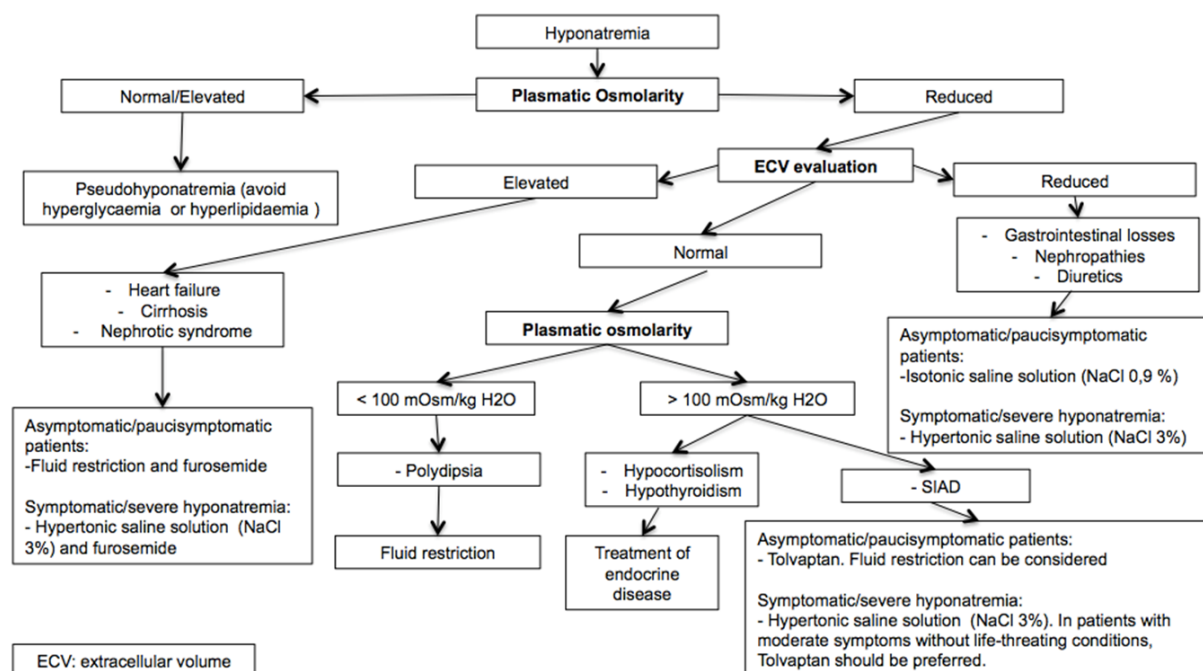 Hyponatremia
Normal/Elevated
Plasmatic Osmolarity
Reduced
Pseudohyponatremia (avoid
hyperglycaemia or hyperlipidaemia )
ECV evaluation
Elevated
Reduced
Normal
- Gastrointestinal losses
- Nephropathies
- Diuretics
- Heart failure
- Cirrhosis
- Nephrotic syndrome
Plasmatic osmolarity
Asymptomatic/paucisymptomatic
patients:
-Isotonic saline solution (NaCl 0,9 %)
Symptomatic/severe hyponatremia:
- Hypertonic saline solution (NaCl 3%)
< 100 mOsm/kg H2O
> 100 mOsm/kg H2O
Asymptomatic/paucisymptomatic
patients:
-Fluid restriction and furosemide
Symptomatic/severe hyponatremia:
- Hypertonic saline solution (NaCl
3%) and furosemide
- Polydipsia
- Hypocortisolism
- Hypothyroidism
- SIAD
Fluid restriction
Treatment of
endocrine
disease
Asymptomatic/paucisymptomatic patients:
- Tolvaptan. Fluid restriction can be considered
Symptomatic/severe hyponatremia:
- Hypertonic saline solution (NaCl 3%). In patients with
moderate symptoms without life-threating conditions,
Tolvaptan should be preferred.
ECV: extracellular volume